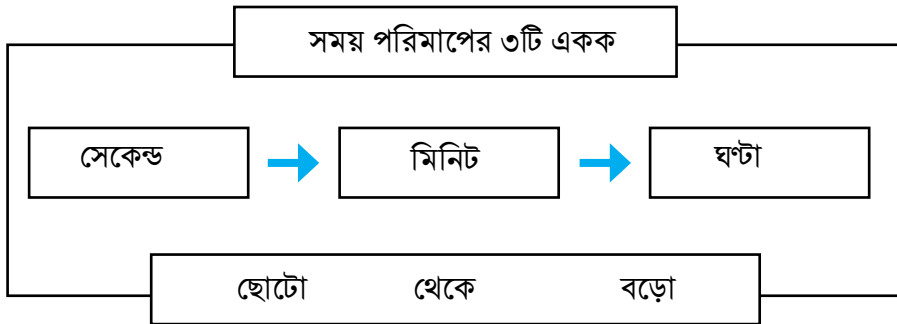 সময় পরিমাপের ৩টি একক
সেকেন্ড মিনিট ঘণ্টা
ছোটো থেকে বড়ো